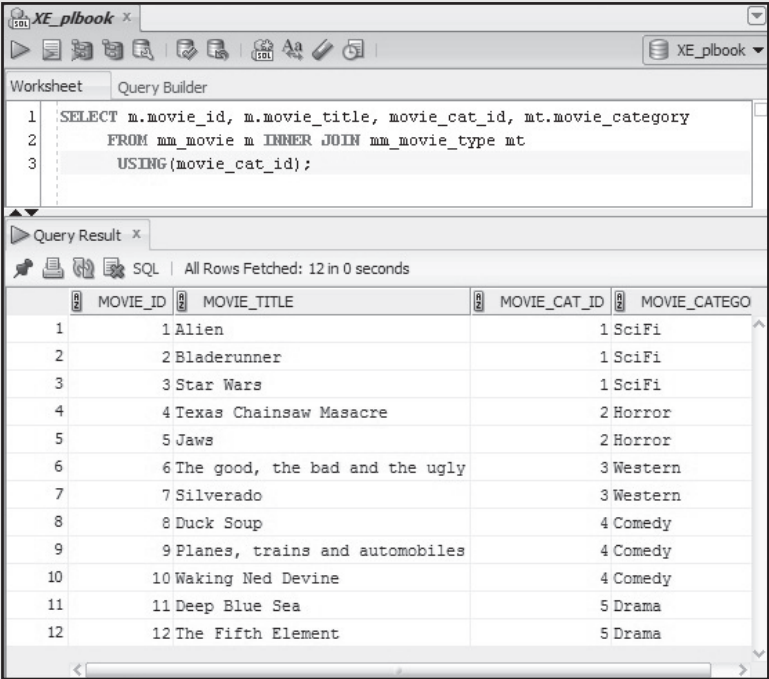 XE_plbook
XE_plbook
Worksheet Query Builder
1 SELECT m.movie_id, m.movie_title, movie_cat_id, mt.movie_category
2 FROM mm_movie m INNER JOIN mm_movie_type mt
3 USING(movie_cat_id);
Query Result
SQL | All Rows Fetched: 12 in 0 seconds
MOVIE_ID MOVIE_TITLE MOVIE_CAT_ID MOVIE_CATEGO
1 1 Alien 1 SciFi
2 2 Bladerunner 1 SciFi
3 3 Star Wars 1 SciFi
4 4 Texas Chainsaw Masacre 2 Horror
5 5 Jaws 2 Horror
6 6 The good, the bad and the ugly 3 Western
7 7 Silverado 3 Western
8 8 Duck Soup 4 Comedy
9 9 Planes, trains and automobiles 4 Comedy
10 10 Waking Ned Devine 4 Comedy
11 11 Deep Blue Sea 5 Drama
12 12 The Fifth Element 5 Drama